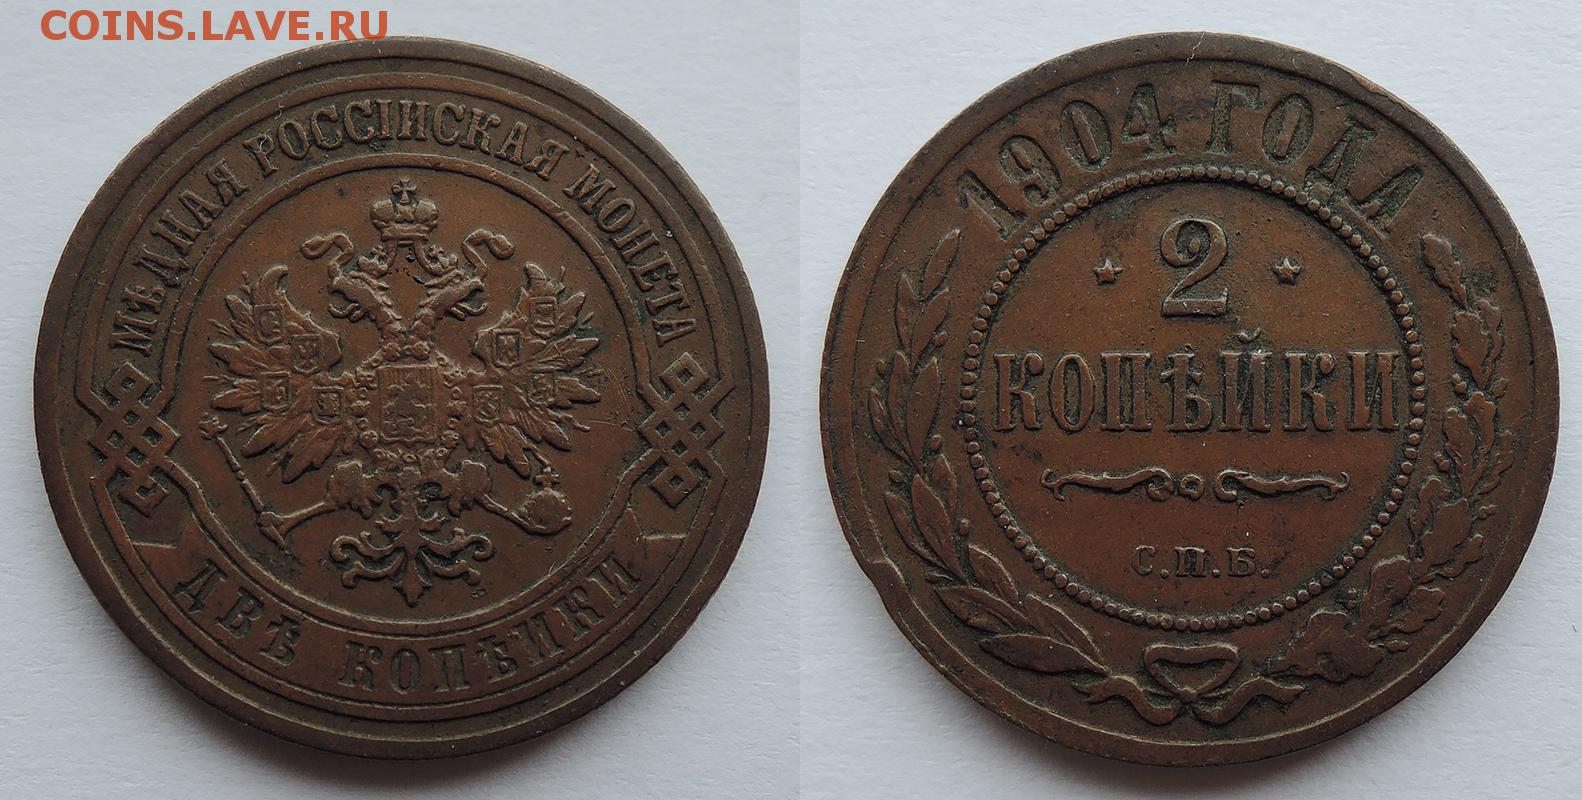 COINS.LAVE.RU
МѢДНАЯ РОССІЙСКАЯ МОНЕТА
ДВѢ КОПѢЙКИ
1904 ГОДА
2
КОПѢЙКИ
С.П.Б.